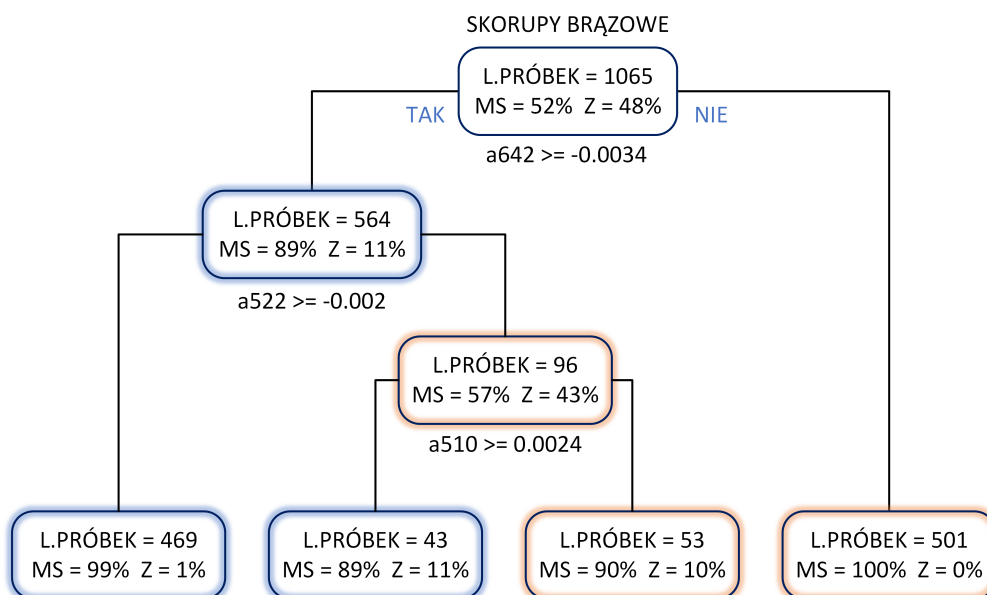 SKORUPY BRĄZOWE
L.PRÓBEK = 1065
MS = 52% Z = 48%
TAK
NIE
a642 >= -0.0034
L.PRÓBEK = 564
MS = 89% Z = 11%
a522 >= -0.002
L.PRÓBEK = 96
MS = 57% Z = 43%
a510 >= 0.0024
L.PRÓBEK = 469
MS = 99% Z = 1%
L.PRÓBEK = 43
MS = 89% Z = 11%
L.PRÓBEK = 53
MS = 90% Z = 10%
L.PRÓBEK = 501
MS = 100% Z = 0%